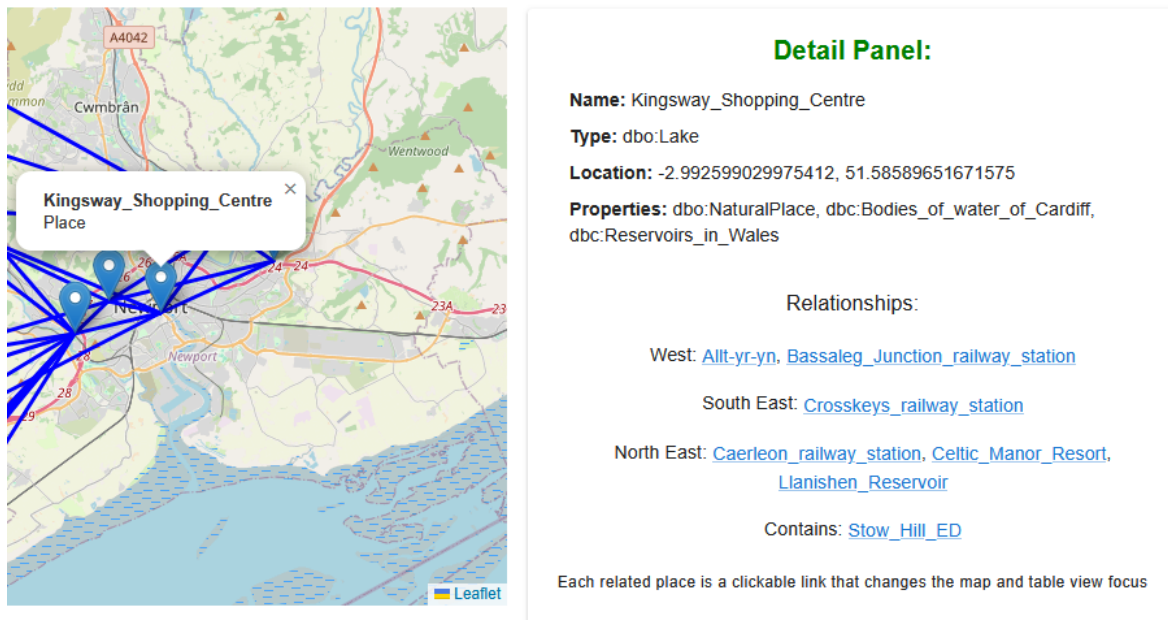 A4042
Cwmbrân
Wentwood
Kingsway_Shopping_Centre ×
Place
26
24 24
23A
23
Newport
Newport
28
28
29
Leaflet
Detail Panel:
Name: Kingsway_Shopping_Centre
Type: dbo:Lake
Location: -2.992599029975412, 51.58589651671575
Properties: dbo:NaturalPlace, dbc:Bodies_of_water_of_Cardiff,
dbc:Reservoirs_in_Wales
Relationships:
West: Allt-yr-yn, Bassaleg_Junction_railway_station
South East: Crosskeys_railway_station
North East: Caerleon_railway_station, Celtic_Manor_Resort,
Llanishen_Reservoir
Contains: Stow_Hill_ED
Each related place is a clickable link that changes the map and table view focus